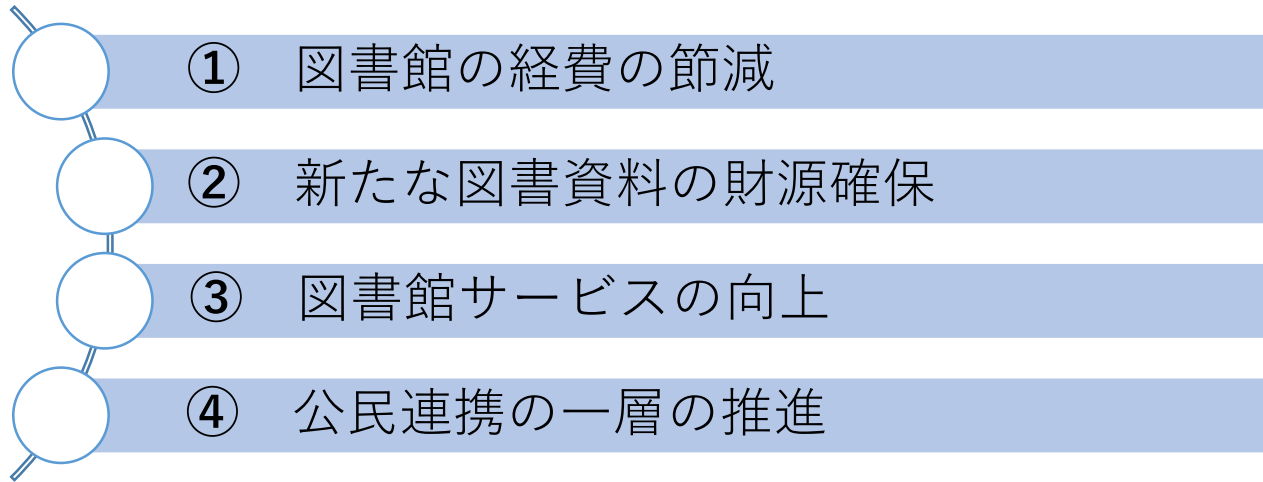 ①　図書館の経費の節減
②　新たな図書資料の財源確保
③　図書館サービスの向上
④　公民連携の一層の推進